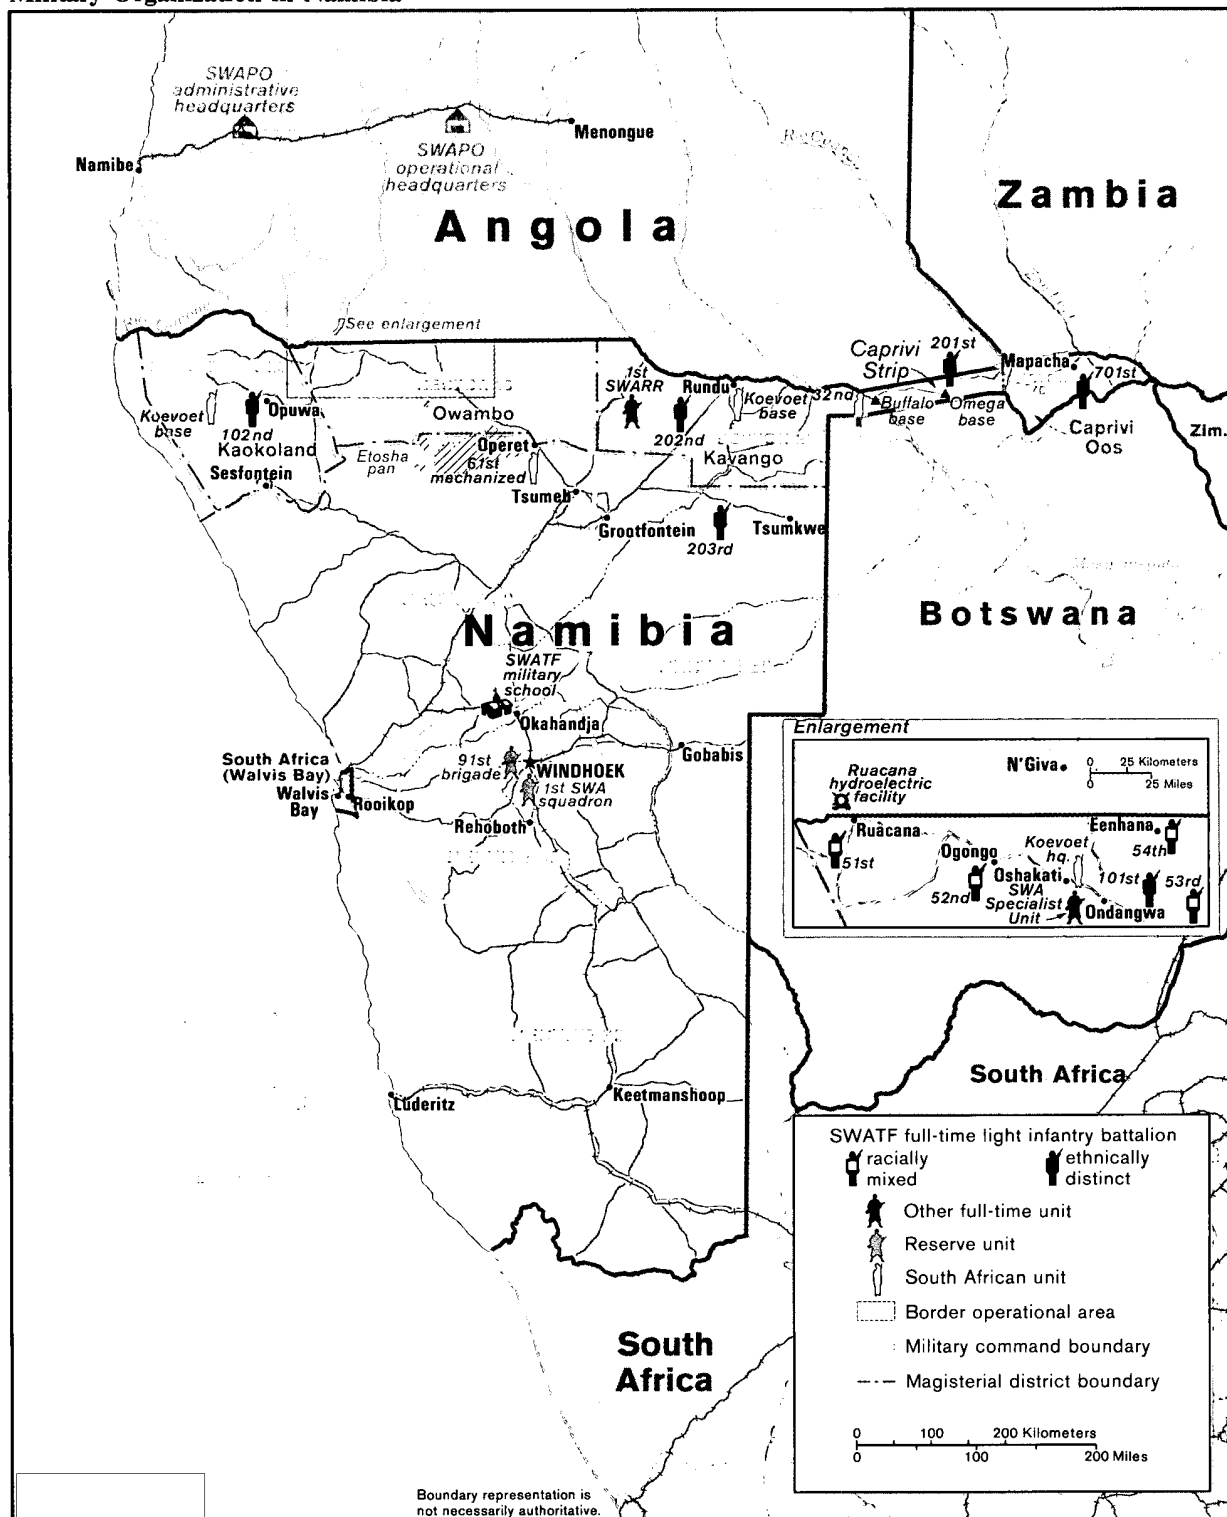 Military Organization in Namibia
SWAPO
administrative
headquarters
Namibe
SWAPO
operational
headquarters
Menongue
Angola
Zambia
See enlargement
Koevoet
base
102nd
Opuwa
Kaokoland
Sesfontein
Owambo
Etosha
pan
Operet
61st
mechanized
Tsumeb
Grootfontein
1st
SWARR
202nd
Rundu
Koevoet
base
Kavango
203rd
Tsumkwe
Caprivi
Strip
201st
32nd
Buffalo
base
Omega
base
Mapacha
701st
Caprivi
Oos
Zim.
Botswana
Namibia
SWATF
military
school
Okahandja
91st
brigade
WINDHOEK
1st SWA
squadron
Gobabis
South Africa
(Walvis Bay)
Walvis
Bay
Rooikop
Rehoboth
Lüderitz
Keetmanshoop
Enlargement
N'Giva
0 25 Kilometers
0 25 Miles
Ruacana
hydroelectric
facility
Ruacana
51st
Ogongo
52nd
Oshakati
Koevoet
hq.
SWA
Specialist
Unit
Eenhana
54th
101st
53rd
Ondangwa
South Africa
South
Africa
SWATF full-time light infantry battalion
racially
mixed
ethnically
distinct
Other full-time unit
Reserve unit
South African unit
Border operational area
Military command boundary
Magisterial district boundary
0 100 200 Kilometers
0 100 200 Miles
Boundary representation is
not necessarily authoritative.